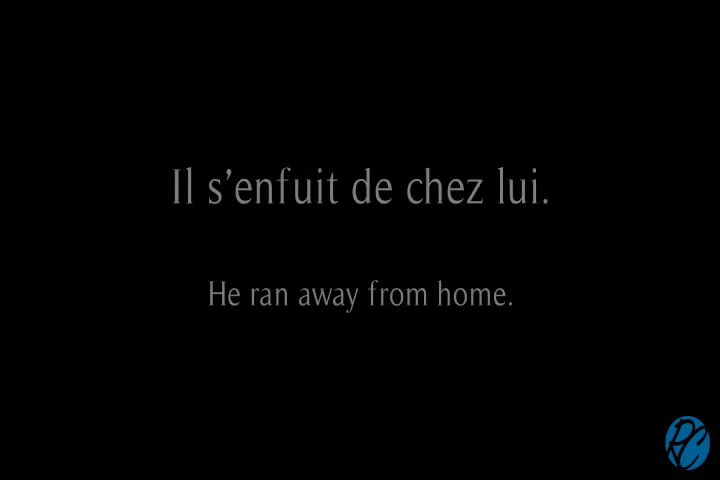 Il s’enfuit de chez lui.
He ran away from home.